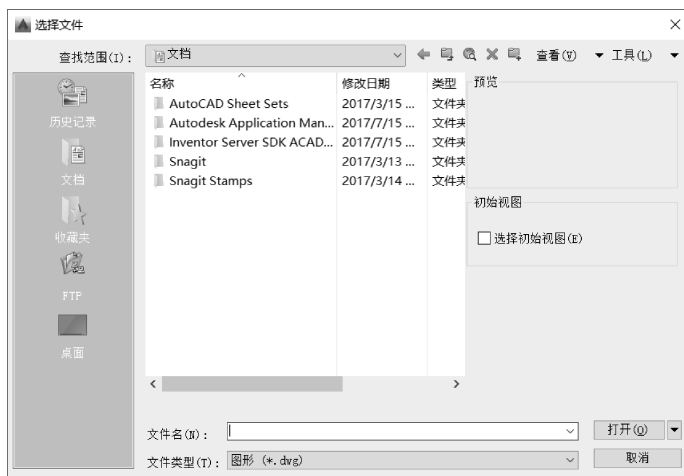 选择文件
查找范围(I): 文档 查看(V) 工具(L)
名称 修改日期 类型 预览
历史记录
文档
收藏夹
FTP
桌面
AutoCAD Sheet Sets 2017/3/15 ... 文件夹
Autodesk Application Man... 2017/7/15 ... 文件夹
Inventor Server SDK ACAD... 2017/7/15 ... 文件夹
Snagit 2017/3/13 ... 文件夹
Snagit Stamps 2017/3/14 ... 文件夹
初始视图
选择初始视图(E)
文件名(N): 打开(O)
文件类型(T): 图形 (*.dwg) 取消